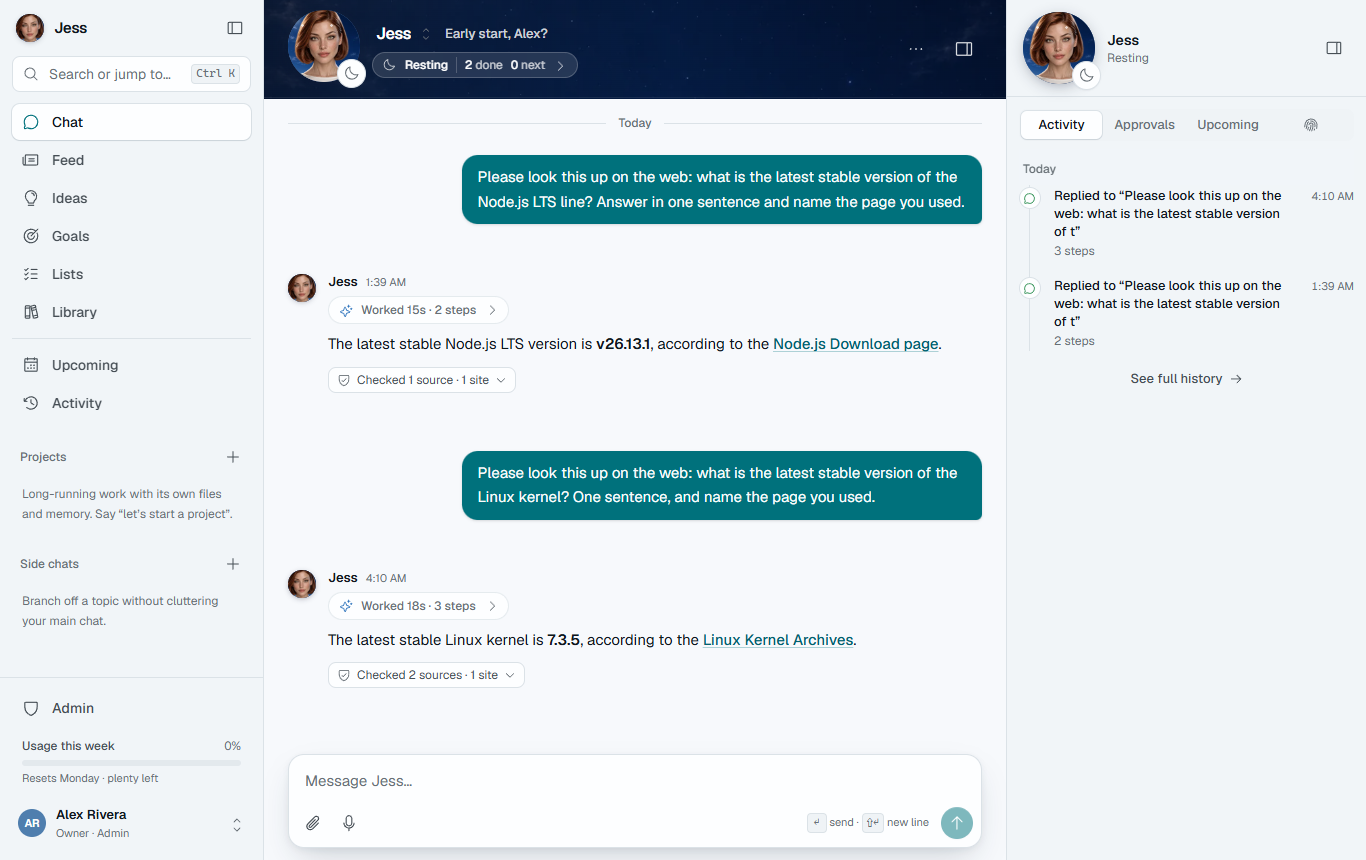 Jess
Search or jump to...
Ctrl K
Chat
Feed
Ideas
Goals
Lists
Library
Upcoming
Activity
Projects
Long-running work with its own files
and memory. Say “let’s start a project”.
Side chats
Branch off a topic without cluttering
your main chat.
Admin
Usage this week 0%
Resets Monday · plenty left
AR
Alex Rivera
Owner · Admin
Jess Early start, Alex?
Resting 2 done 0 next
Today
Please look this up on the web: what is the latest stable version of the
Node.js LTS line? Answer in one sentence and name the page you used.
Jess 1:39 AM
Worked 15s · 2 steps
The latest stable Node.js LTS version is v26.13.1, according to the Node.js Download page.
Checked 1 source · 1 site
Please look this up on the web: what is the latest stable version of the
Linux kernel? One sentence, and name the page you used.
Jess 4:10 AM
Worked 18s · 3 steps
The latest stable Linux kernel is 7.3.5, according to the Linux Kernel Archives.
Checked 2 sources · 1 site
Message Jess...
send · new line
Jess
Resting
Activity Approvals Upcoming
Today
Replied to “Please look this up on the 4:10 AM
web: what is the latest stable version
of t”
3 steps
Replied to “Please look this up on the 1:39 AM
web: what is the latest stable version
of t”
2 steps
See full history